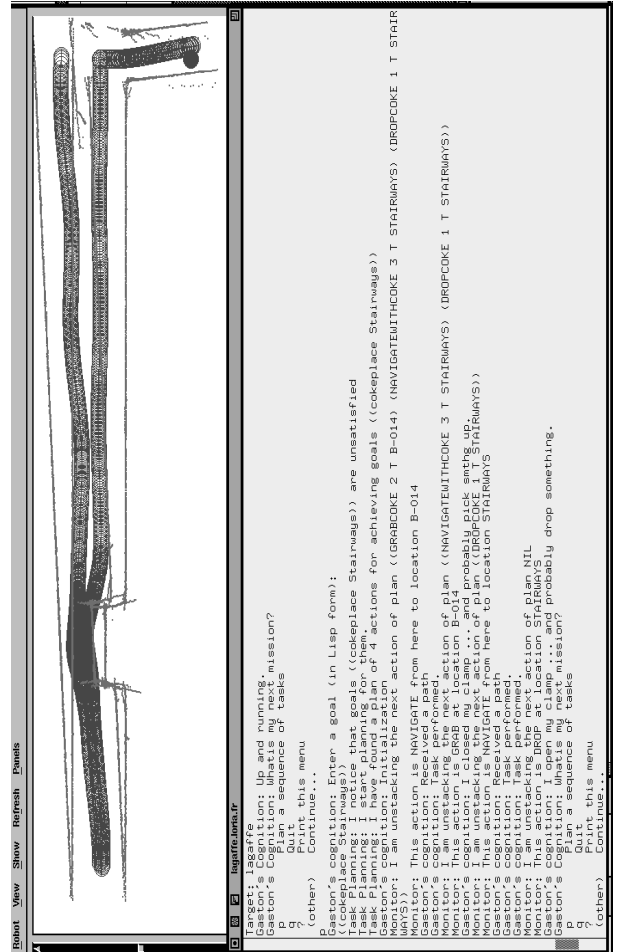 Robot View Show Refresh Panels
lagaffe.loria.fr
Target: lagaffe
Gaston's Cognition: Up and running.
Gaston's Cognition: Whatis my next mission?
p Plan a sequence of tasks
q Quit
? Print this menu
(other) Continue...
p
Gaston's cognition: Enter a goal (in Lisp form):
((cokeplace Stairways))
Task Planning: I notice that goals ((cokeplace Stairways)) are unsatisfied
Task Planning: I start planning for them.
Task Planning: I have found a plan of 4 actions for achieving goals ((cokeplace Stairways))
Gaston's cognition: Initialization
Monitor: I am unstacking the next action of plan ((GRABCOKE 2 T B-014) (NAVIGATEWITHCOKE 3 T STAIRWAYS) (DROPCOKE 1 T STAIR
WAYS))
Monitor: This action is NAVIGATE from here to location B-014
Gaston's cognition: Received a path
Gaston's cognition: Task performed.
Monitor: I am unstacking the next action of plan ((NAVIGATEWITHCOKE 3 T STAIRWAYS) (DROPCOKE 1 T STAIRWAYS))
Monitor: This action is GRAB at location B-014
Gaston's cognition: I closed my clamp ... and probably pick smthg up.
Monitor: I am unstacking the next action of plan ((DROPCOKE 1 T STAIRWAYS))
Monitor: This action is NAVIGATE from here to location STAIRWAYS
Gaston's cognition: Received a path
Gaston's cognition: Task performed.
Gaston's cognition: Task performed.
Monitor: I am unstacking the next action of plan NIL
Monitor: This action is DROP at location STAIRWAYS
Gaston's cognition: I open my clamp ... and probably drop something.
Gaston's Cognition: Whatis my next mission?
p Plan a sequence of tasks
q Quit
? Print this menu
(other) Continue...